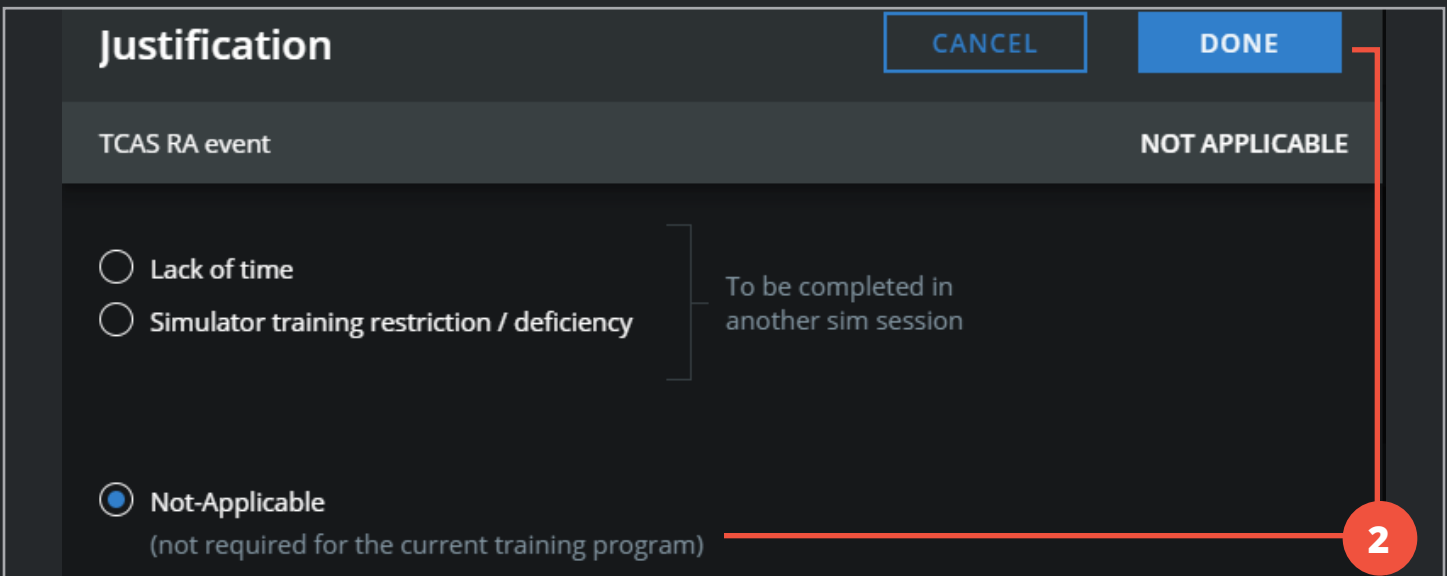 Justification
CANCEL
DONE
TCAS RA event
NOT APPLICABLE
Lack of time
Simulator training restriction / deficiency
To be completed in
another sim session
Not-Applicable
(not required for the current training program)
2